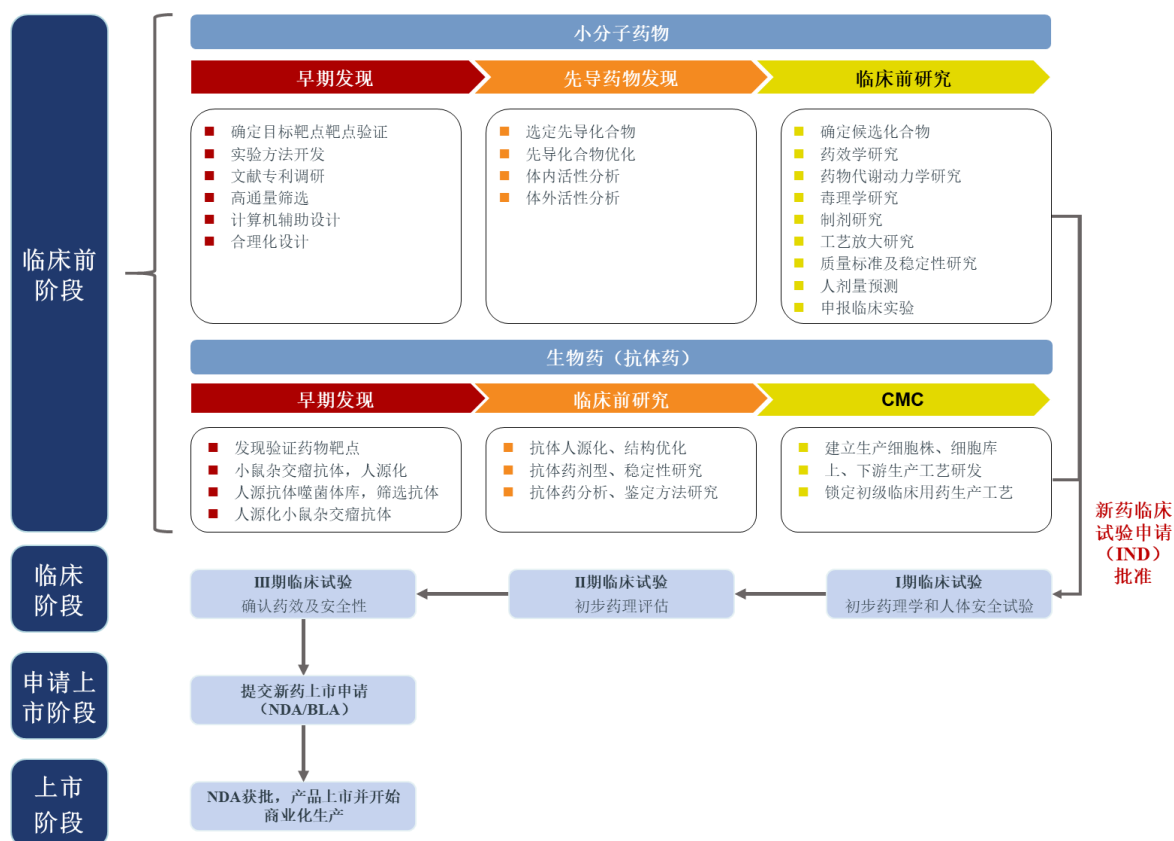 临床前
阶段
小分子药物
早期发现
确定目标靶点靶点验证
实验方法开发
文献专利调研
高通量筛选
计算机辅助设计
合理化设计
先导药物发现
选定先导化合物
先导化合物优化
体内活性分析
体外活性分析
临床前研究
确定候选化合物
药效学研究
药物代谢动力学研究
毒理学研究
制剂研究
工艺放大研究
质量标准及稳定性研究
人剂量预测
申报临床实验
生物药（抗体药）
早期发现
发现验证药物靶点
小鼠杂交瘤抗体，人源化
人源抗体噬菌体库，筛选抗体
人源化小鼠杂交瘤抗体
临床前研究
抗体人源化、结构优化
抗体药剂型、稳定性研究
抗体药分析、鉴定方法研究
CMC
建立生产细胞株、细胞库
上、下游生产工艺研发
锁定初级临床用药生产工艺
新药临床
试验申请
（IND）
批准
临床
阶段
I期临床试验
初步药理学和人体安全试验
II期临床试验
初步药理评估
III期临床试验
确认药效及安全性
申请上
市阶段
提交新药上市申请
（NDA/BLA）
上市
阶段
NDA获批，产品上市并开始
商业化生产